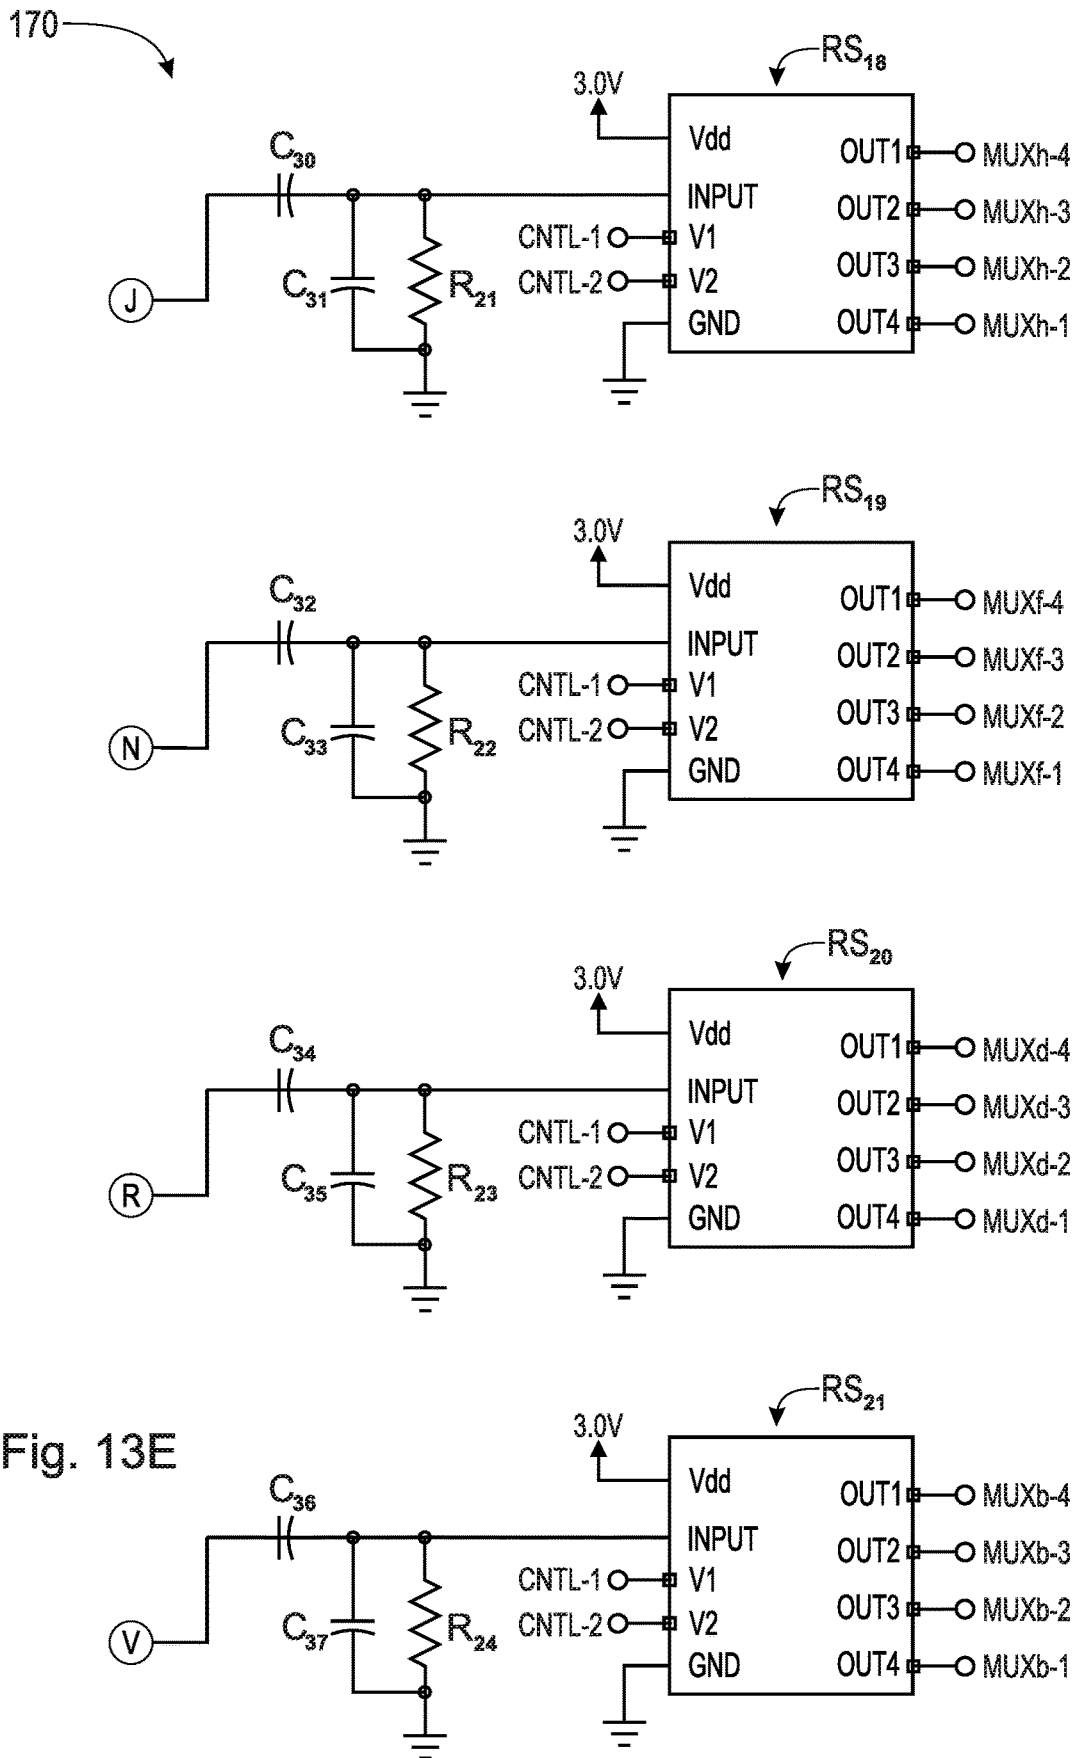 170
RS18
3.0V
C30
Vdd
OUT1
MUXh-4
INPUT
OUT2
MUXh-3
CNTL-1
V1
J
C31
R21
CNTL-2
V2
OUT3
MUXh-2
GND
OUT4
MUXh-1
RS19
3.0V
C32
Vdd
OUT1
MUXf-4
INPUT
OUT2
MUXf-3
CNTL-1
V1
N
C33
R22
CNTL-2
V2
OUT3
MUXf-2
GND
OUT4
MUXf-1
RS20
3.0V
C34
Vdd
OUT1
MUXd-4
INPUT
OUT2
MUXd-3
CNTL-1
V1
R
C35
R23
CNTL-2
V2
OUT3
MUXd-2
GND
OUT4
MUXd-1
RS21
3.0V
Fig. 13E
C36
Vdd
OUT1
MUXb-4
INPUT
OUT2
MUXb-3
CNTL-1
V1
V
C37
R24
CNTL-2
V2
OUT3
MUXb-2
GND
OUT4
MUXb-1